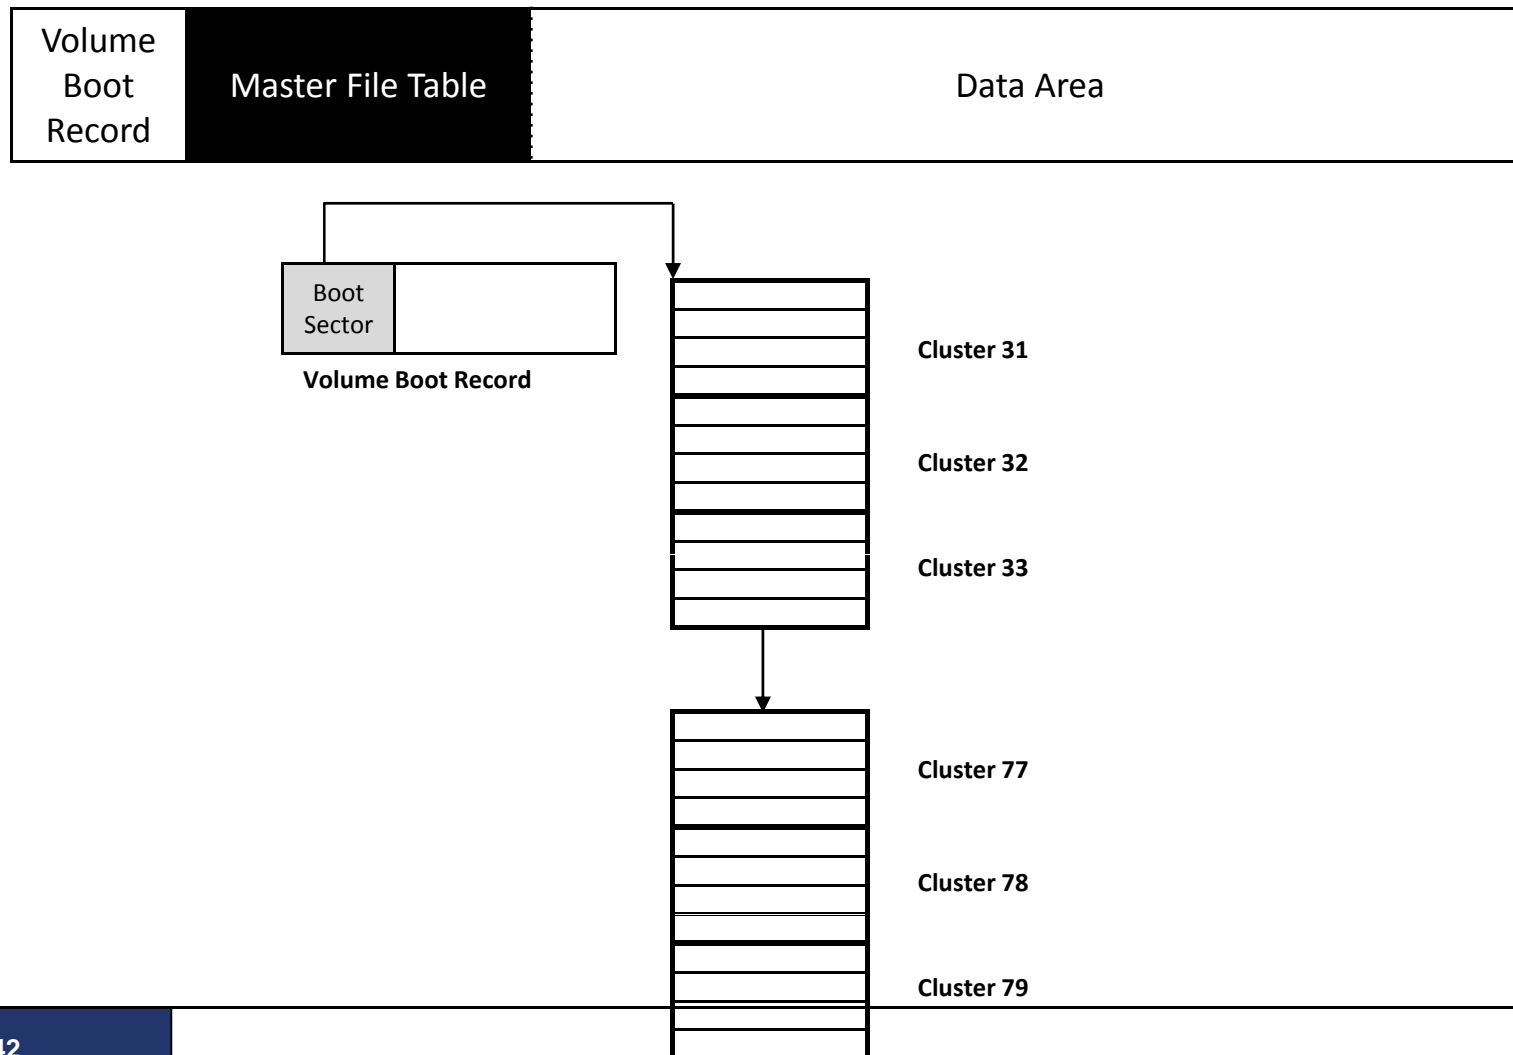 Volume
Boot
Record
Master File Table
Data Area
Boot
Sector
Volume Boot Record
Cluster 31
Cluster 32
Cluster 33
Cluster 77
Cluster 78
Cluster 79